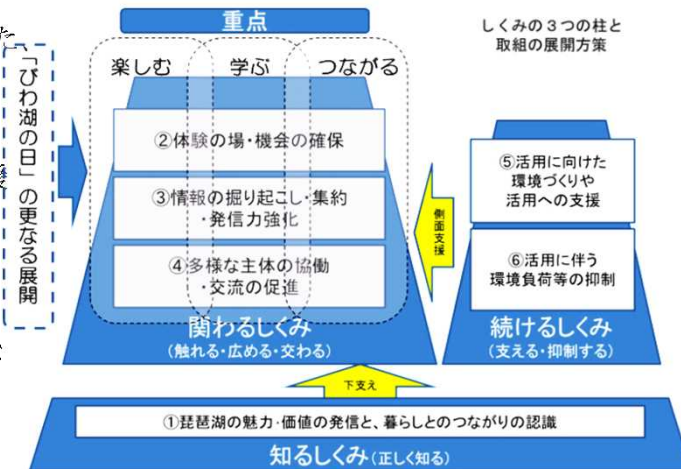 重点
しくみの３つの柱と
取組の展開方策
楽しむ
学ぶ
つながる
「びわ湖の日」の更なる展開
②体験の場・機会の確保
③情報の掘り起こし・集約
・発信力強化
④多様な主体の協働
・交流の促進
関わるしくみ
(触れる・広める・交わる)
側面支援
⑤活用に向けた
環境づくりや
活用への支援
⑥活用に伴う
環境負荷等の抑制
続けるしくみ
(支える・抑制する)
下支え
①琵琶湖の魅力・価値の発信と、暮らしとのつながりの認識
知るしくみ(正しく知る)